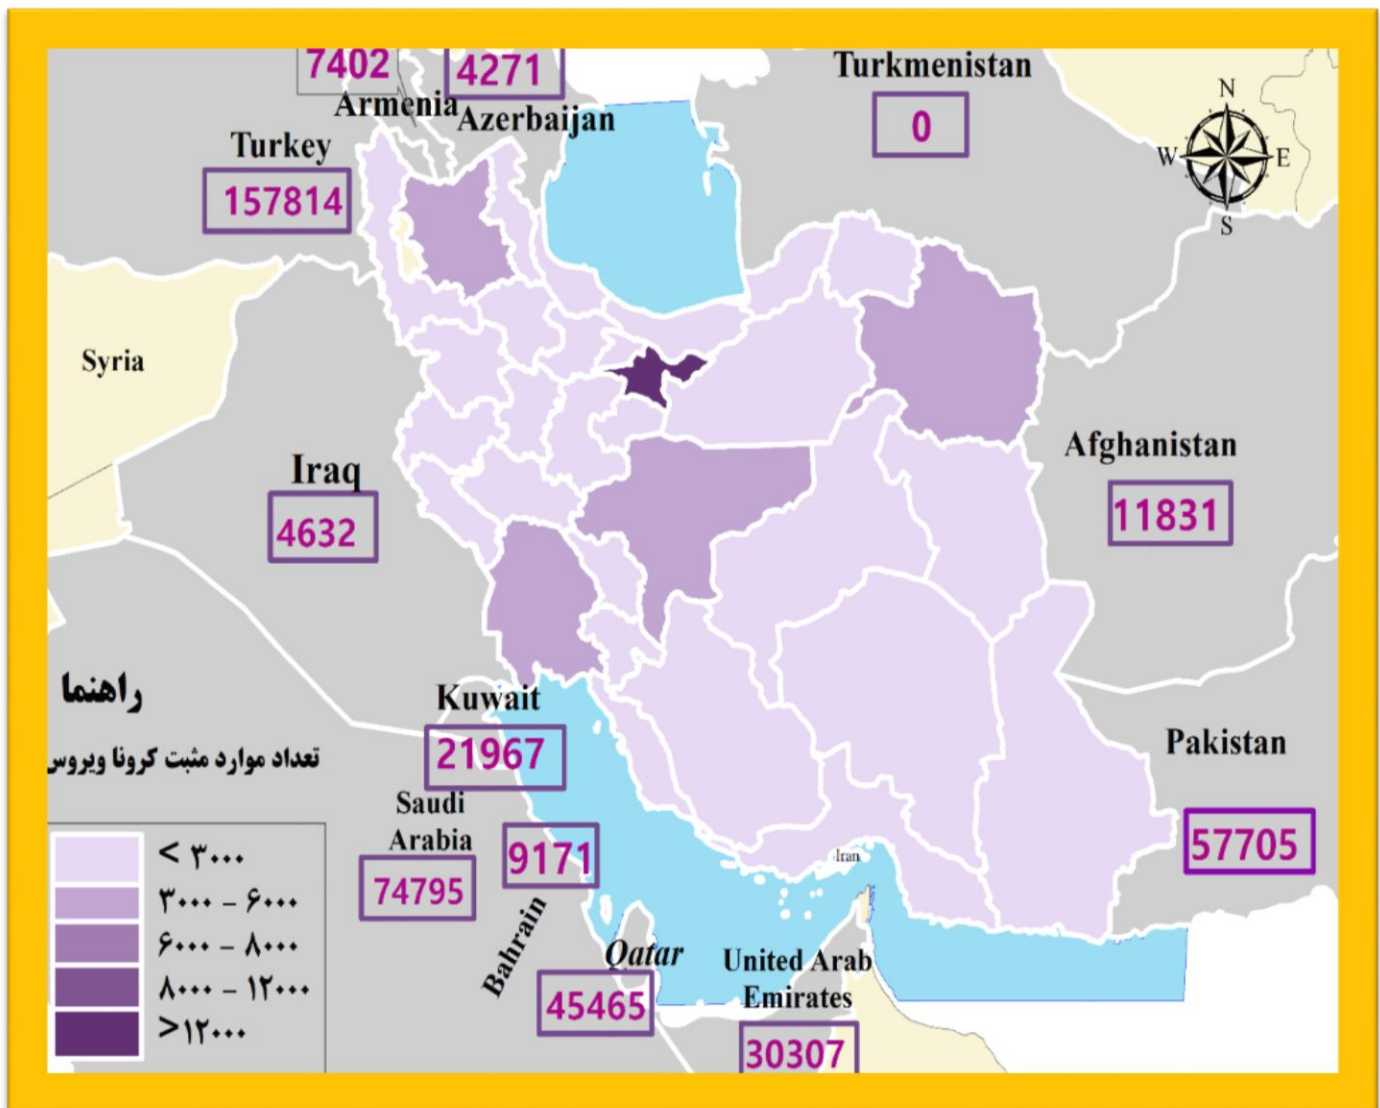 7402
4271
Armenia
Azerbaijan
Turkmenistan
0
Turkey
157814
N
W
E
S
Syria
Iraq
4632
Afghanistan
11831
راهنما
تعداد موارد مثبت کرونا ویروس
Kuwait
21967
Saudi
Arabia
74795
9171
Bahrain
Qatar
45465
United Arab
Emirates
30307
Iran
Pakistan
57705
< ۳۰۰۰
۳۰۰۰ - ۶۰۰۰
۶۰۰۰ - ۸۰۰۰
۸۰۰۰ - ۱۲۰۰۰
>۱۲۰۰۰